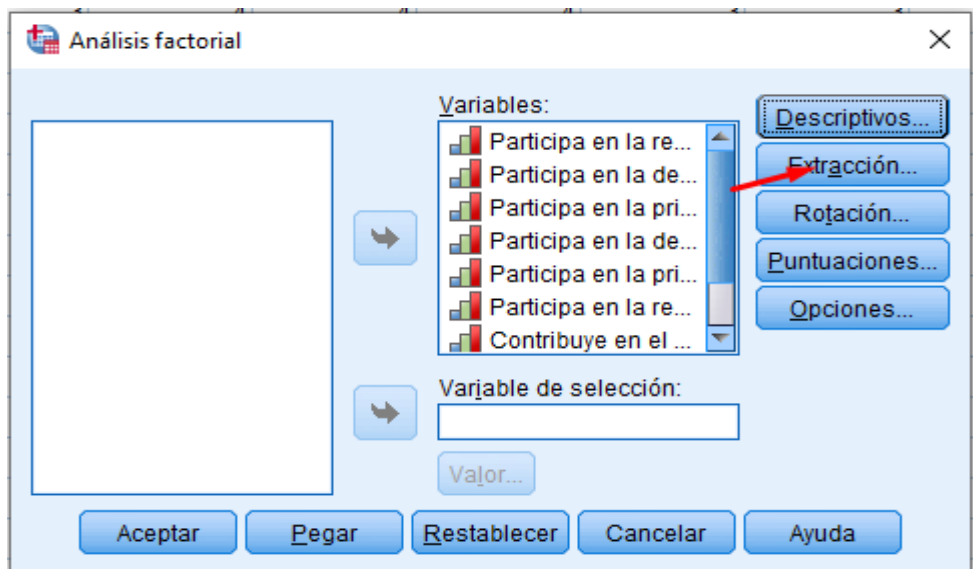 Análisis factorial
Variables:
Participa en la re...
Participa en la de...
Participa en la pri...
Participa en la de...
Participa en la pri...
Participa en la re...
Contribuye en el ...
Descriptivos...
Extracción...
Rotación...
Puntuaciones...
Opciones...
Variable de selección:
Valor...
Aceptar
Pegar
Restablecer
Cancelar
Ayuda